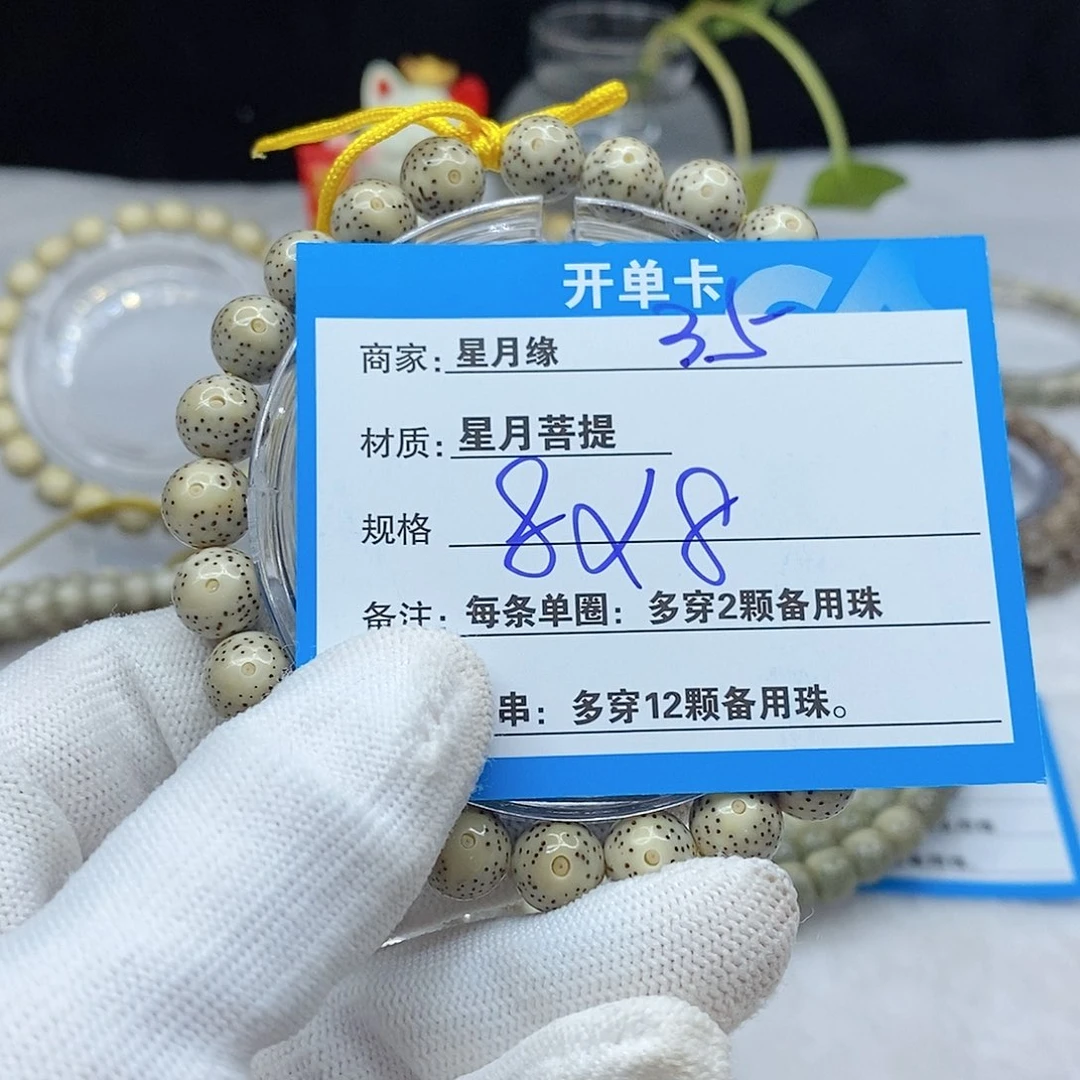 开单卡
商家：星月缘 35
材质：星月菩提
规格 8×8
备注：每条单圈：多穿2颗备用珠
串：多穿12颗备用珠。